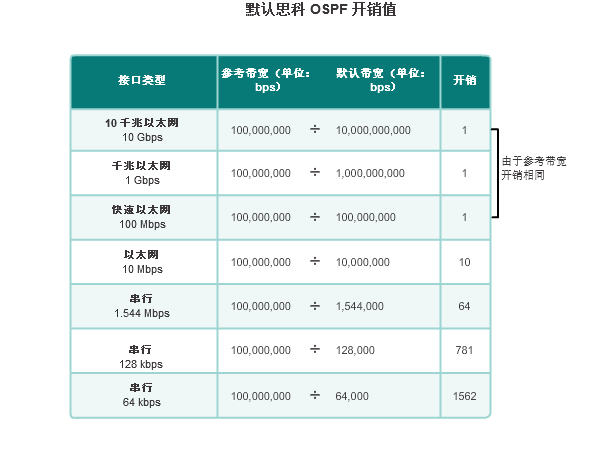 默认思科 OSPF 开销值
接口类型
参考带宽（单位：
bps）
默认带宽（单位：
bps）
开销
10 千兆以太网
10 Gbps
100,000,000 ÷ 10,000,000,000
1
千兆以太网
1 Gbps
100,000,000 ÷ 1,000,000,000
1
快速以太网
100 Mbps
100,000,000 ÷ 100,000,000
1
由于参考带宽
开销相同
以太网
10 Mbps
100,000,000 ÷ 10,000,000
10
串行
1.544 Mbps
100,000,000 ÷ 1,544,000
64
串行
128 kbps
100,000,000 ÷ 128,000
781
串行
64 kbps
100,000,000 ÷ 64,000
1562